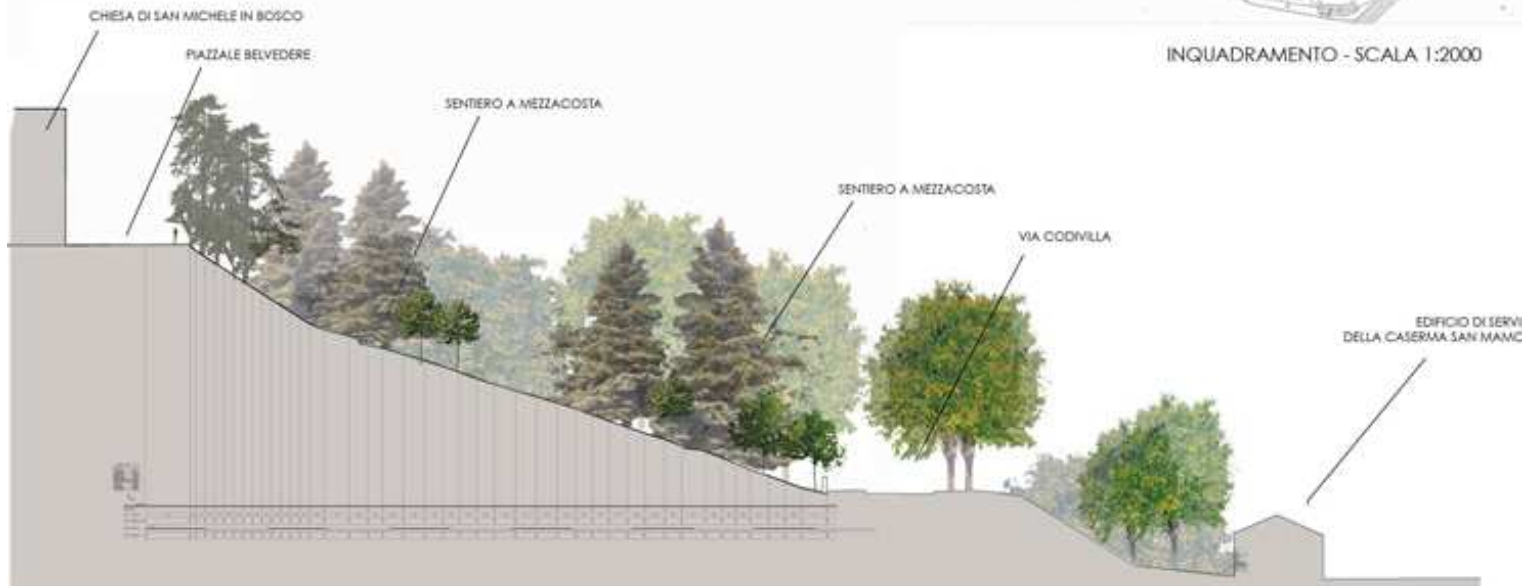 CHIESA DI SAN MICHELE IN BOSCO
PIAZZALE BELVEDERE
INQUADRAMENTO - SCALA 1:2000
SENTIERO A MEZZACOSTA
SENTIERO A MEZZACOSTA
VIA CODIVILLA
EDIFICIO DI SERVI
DELLA CASERMA SAN MAMO